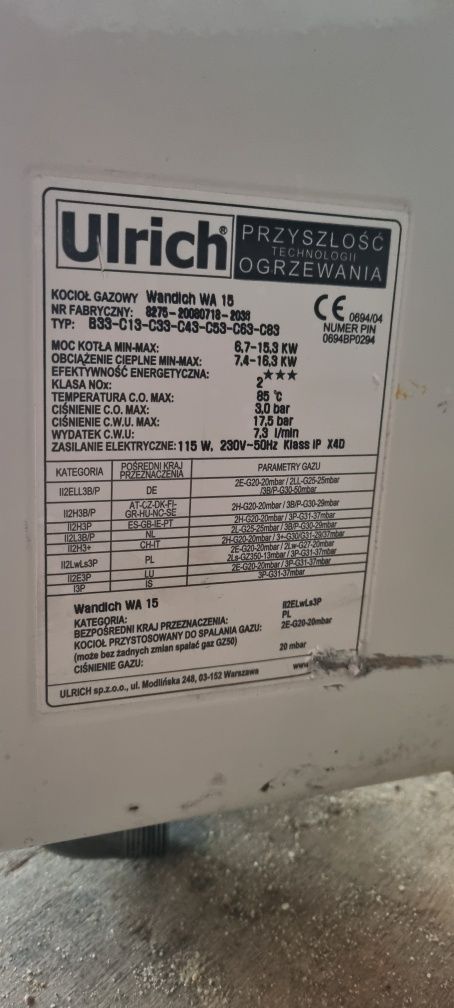 Ulrich®
PRZYSZŁOŚĆ
TECHNOLOGII
OGRZEWANIA
KOCIOŁ GAZOWY Wandich WA 15
NR FABRYCZNY: 8275-20080718-2038
TYP: B33-C13-C33-C43-C53-C63-C83
CE 0694/04
NUMER PIN
0694BP0294
MOC KOTŁA MIN-MAX: 6,7-15,3 KW
OBCIĄŻENIE CIEPLNE MIN-MAX: 7,4-16,3 KW
EFEKTYWNOŚĆ ENERGETYCZNA: ★★★
KLASA NOx: 2
TEMPERATURA C.O. MAX: 85 °C
CIŚNIENIE C.O. MAX: 3,0 bar
CIŚNIENIE C.W.U. MAX: 17,5 bar
WYDATEK C.W.U: 7,3 l/min
ZASILANIE ELEKTRYCZNE: 115 W, 230V-50Hz Klass IP X4D
KATEGORIA POŚREDNI KRAJ PRZEZNACZENIA PARAMETRY GAZU
II2ELL3B/P DE 2E-G20-20mbar / 2LL-G25-25mbar
/3B/P-G30-50mbar
II2H3B/P AT-CZ-DK-FI-
GR-HU-NC-SE 2H-G20-20mbar / 3B/P-G30-29mbar
II2H3P ES-GB-IE-PT 2H-G20-20mbar / 3P-G31-37mbar
II2L3B/P NL 2L-G25-25mbar / 3B/P-G30-29mbar
II2H3+ CH-IT 2H-G20-20mbar / 3+-G30/G31-29/37mbar
II2LwLs3P PL 2E-G20-20mbar / 2Lw-G27-20mbar
2Ls-GZ350-13mbar / 3P-G31-37mbar
II2E3P LU 2E-G20-20mbar / 3P-G31-37mbar
I3P IS 3P-G31-37mbar
Wandich WA 15
KATEGORIA: II2ELwLs3P
BEZPOŚREDNI KRAJ PRZEZNACZENIA: PL
KOCIOŁ PRZYSTOSOWANY DO SPALANIA GAZU: 2E-G20-20mbar
(może bez żadnych zmian spalać gaz GZ50)
CIŚNIENIE GAZU: 20 mbar
ULRICH sp.z.o.o., ul. Modlińska 248, 03-152 Warszawa www.